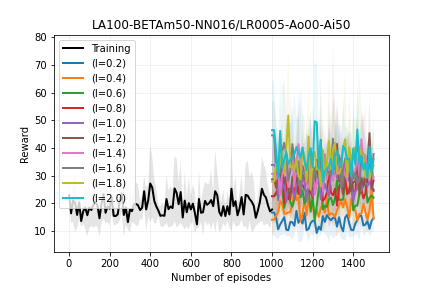 LA100-BETAm50-NN016/LR0005-Ao00-Ai50
80
70
60
50
40
30
20
10
Reward
Training
(l=0.2)
(l=0.4)
(l=0.6)
(l=0.8)
(l=1.0)
(l=1.2)
(l=1.4)
(l=1.6)
(l=1.8)
(l=2.0)
0 200 400 600 800 1000 1200 1400
Number of episodes